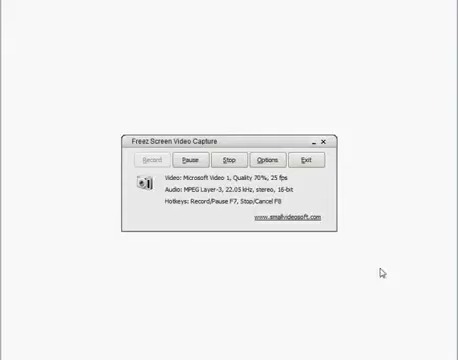 Freez Screen Video Capture
Record Pause Stop Options Exit
Video: Microsoft Video 1, Quality 70%, 25 fps
Audio: MPEG Layer-3, 22.05 kHz, stereo, 16-bit
Hotkeys: Record/Pause F7, Stop/Cancel F8
www.smallvideosoft.com